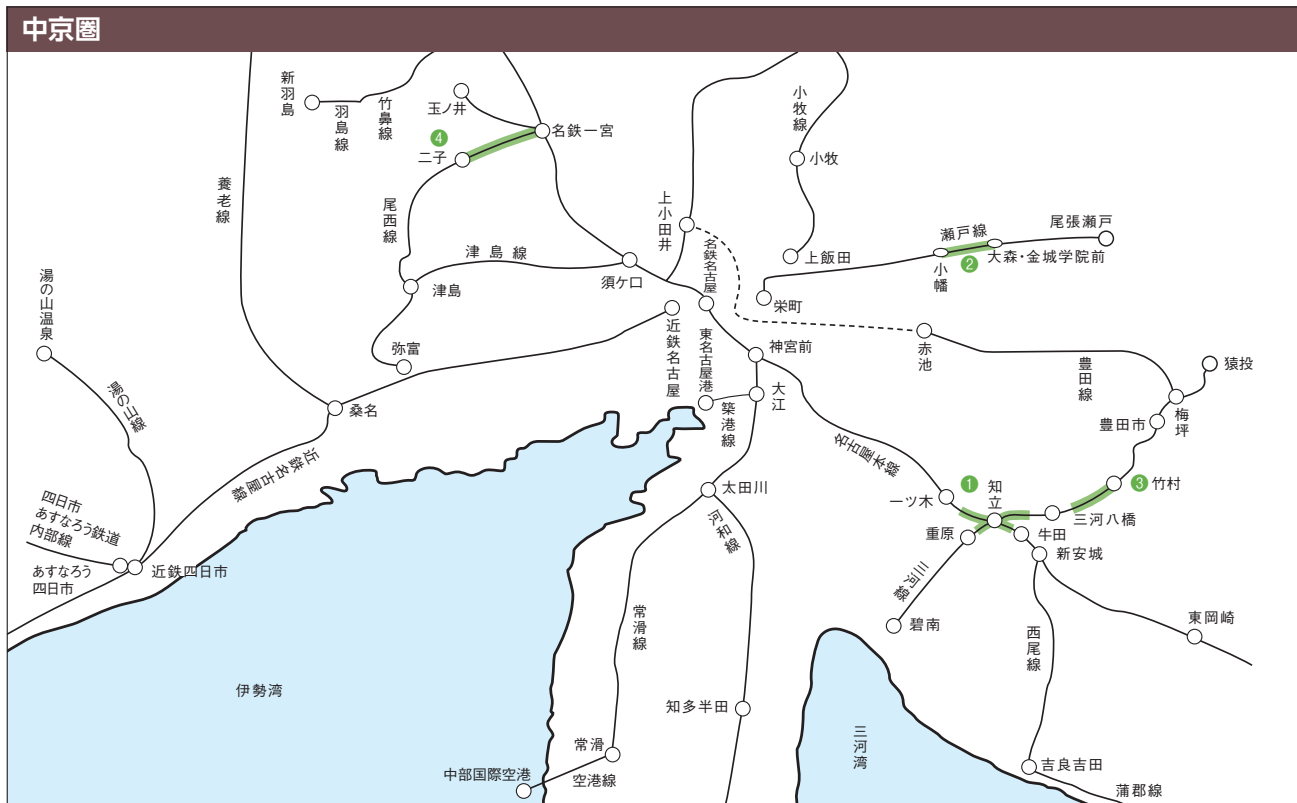 中京圏
新羽島
羽島線
竹鼻線
玉ノ井
④
二子
名鉄一宮
小牧線
小牧
養老線
尾西線
上小田井
名鉄名古屋
上飯田
瀬戸線
尾張瀬戸
小幡
②
大森・金城学院前
津島線
須ケ口
津島
栄町
湯の山温泉
弥富
近鉄名古屋
東名古屋港
神宮前
赤池
豊田線
猿投
湯の山線
桑名
築港線
大江
豊田市
梅坪
近鉄名古屋線
名古屋本線
太田川
河和線
①
一ツ木
知立
③
竹村
三河八橋
重原
牛田
新安城
四日市
あすなろう鉄道
内部線
あすなろう
四日市
近鉄四日市
三河線
碧南
常滑線
西尾線
東岡崎
伊勢湾
知多半田
三河湾
常滑
中部国際空港
空港線
吉良吉田
蒲郡線